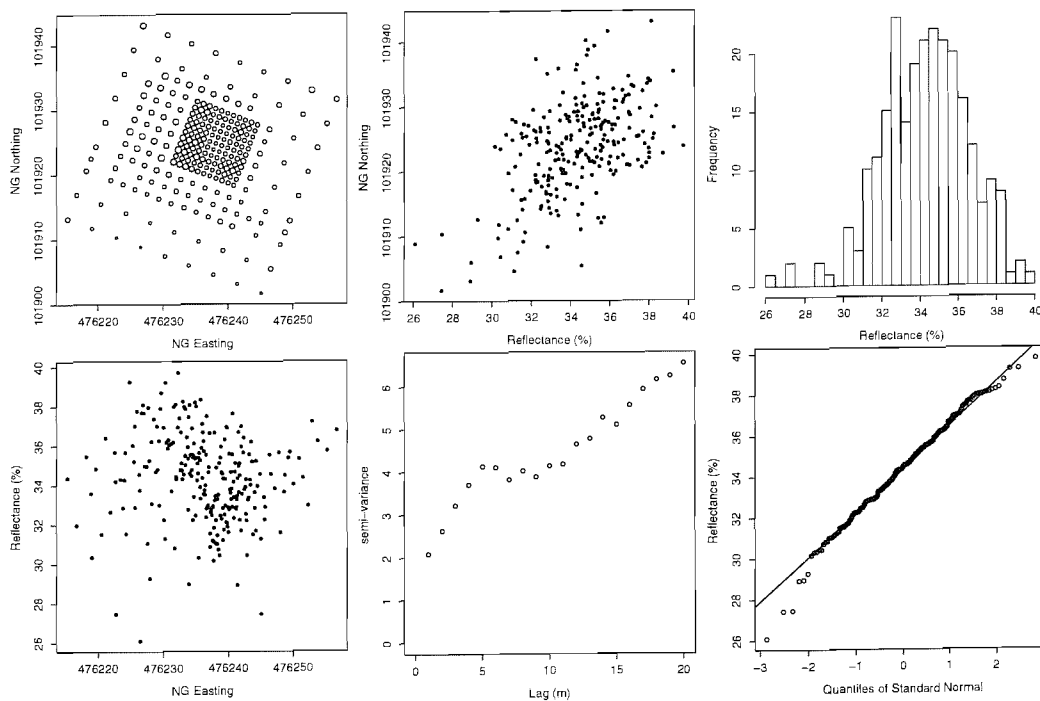 NG Northing
101900 101910 101920 101930 101940
476220 476230 476240 476250
NG Easting
NG Northing
101900 101910 101920 101930 101940
26 28 30 32 34 36 38 40
Reflectance (%)
Frequency
0 5 10 15 20
26 28 31 33 34 36 38 40
Reflectance (%)
Reflectance (%)
26 28 30 32 34 36 38 40
476220 476230 476240 476250
NG Easting
semi-variance
0 1 2 3 4 5 6
0 5 10 15 20
Lag (m)
Reflectance (%)
26 28 30 32 34 36 38 40
-3 -2 -1 0 1 2
Quantiles of Standard Normal